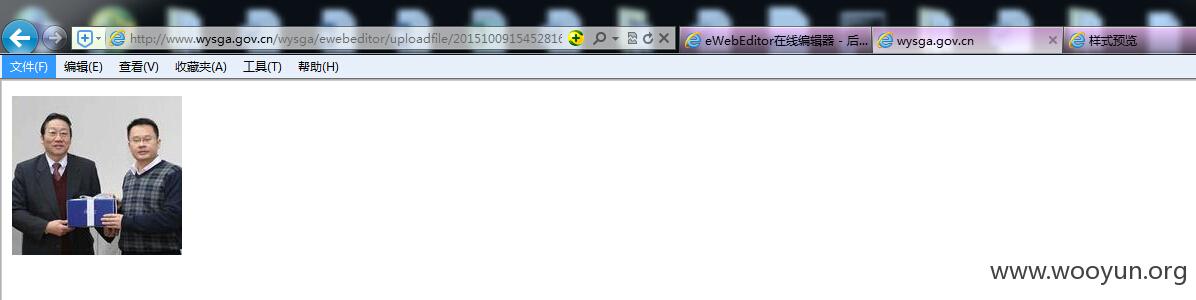 http://www.wysga.gov.cn/wysga/ewebeditor/uploadfile/2015100915452816
eWebEditor在线编辑器 - 后...
wysga.gov.cn
样式预览
文件(F) 编辑(E) 查看(V) 收藏夹(A) 工具(T) 帮助(H)
www.wooyun.org